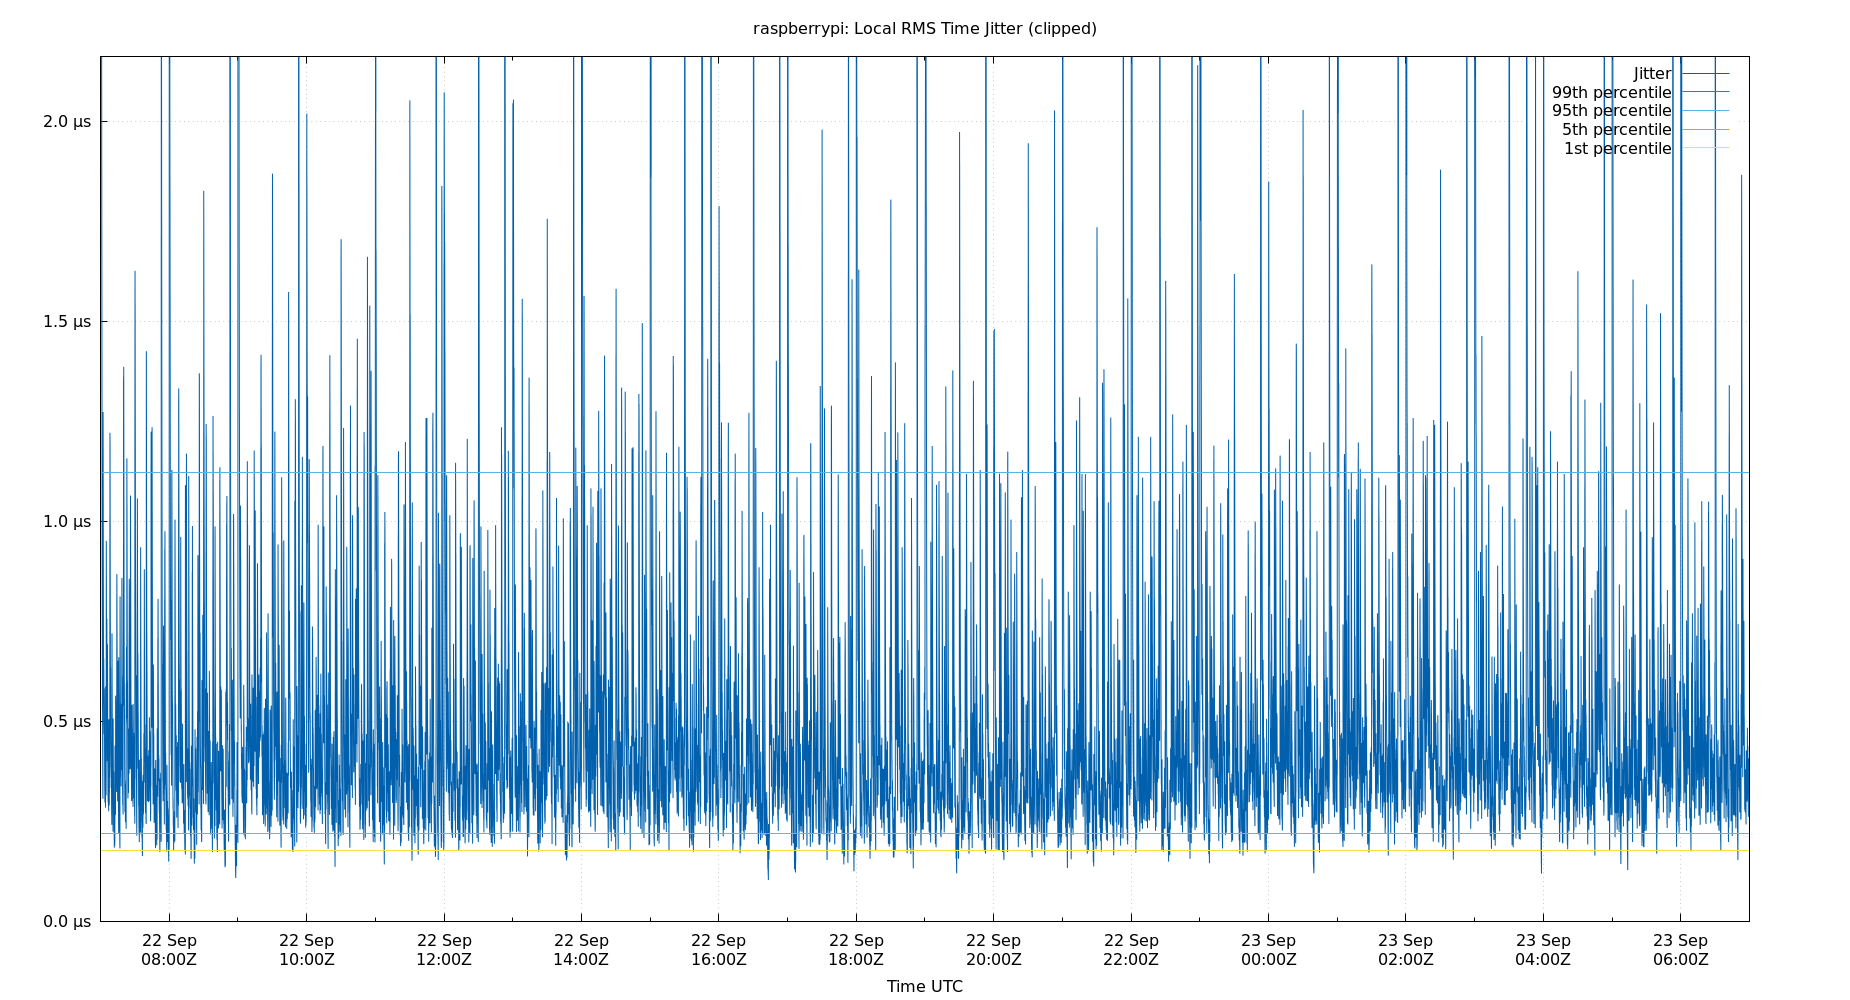 raspberrypi: Local RMS Time Jitter (clipped)
Jitter
99th percentile
95th percentile
5th percentile
1st percentile
2.0 µs
1.5 µs
1.0 µs
0.5 µs
0.0 µs
22 Sep 22 Sep 22 Sep 22 Sep 22 Sep 22 Sep 22 Sep 22 Sep 23 Sep 23 Sep 23 Sep 23 Sep
08:00Z 10:00Z 12:00Z 14:00Z 16:00Z 18:00Z 20:00Z 22:00Z 00:00Z 02:00Z 04:00Z 06:00Z
Time UTC